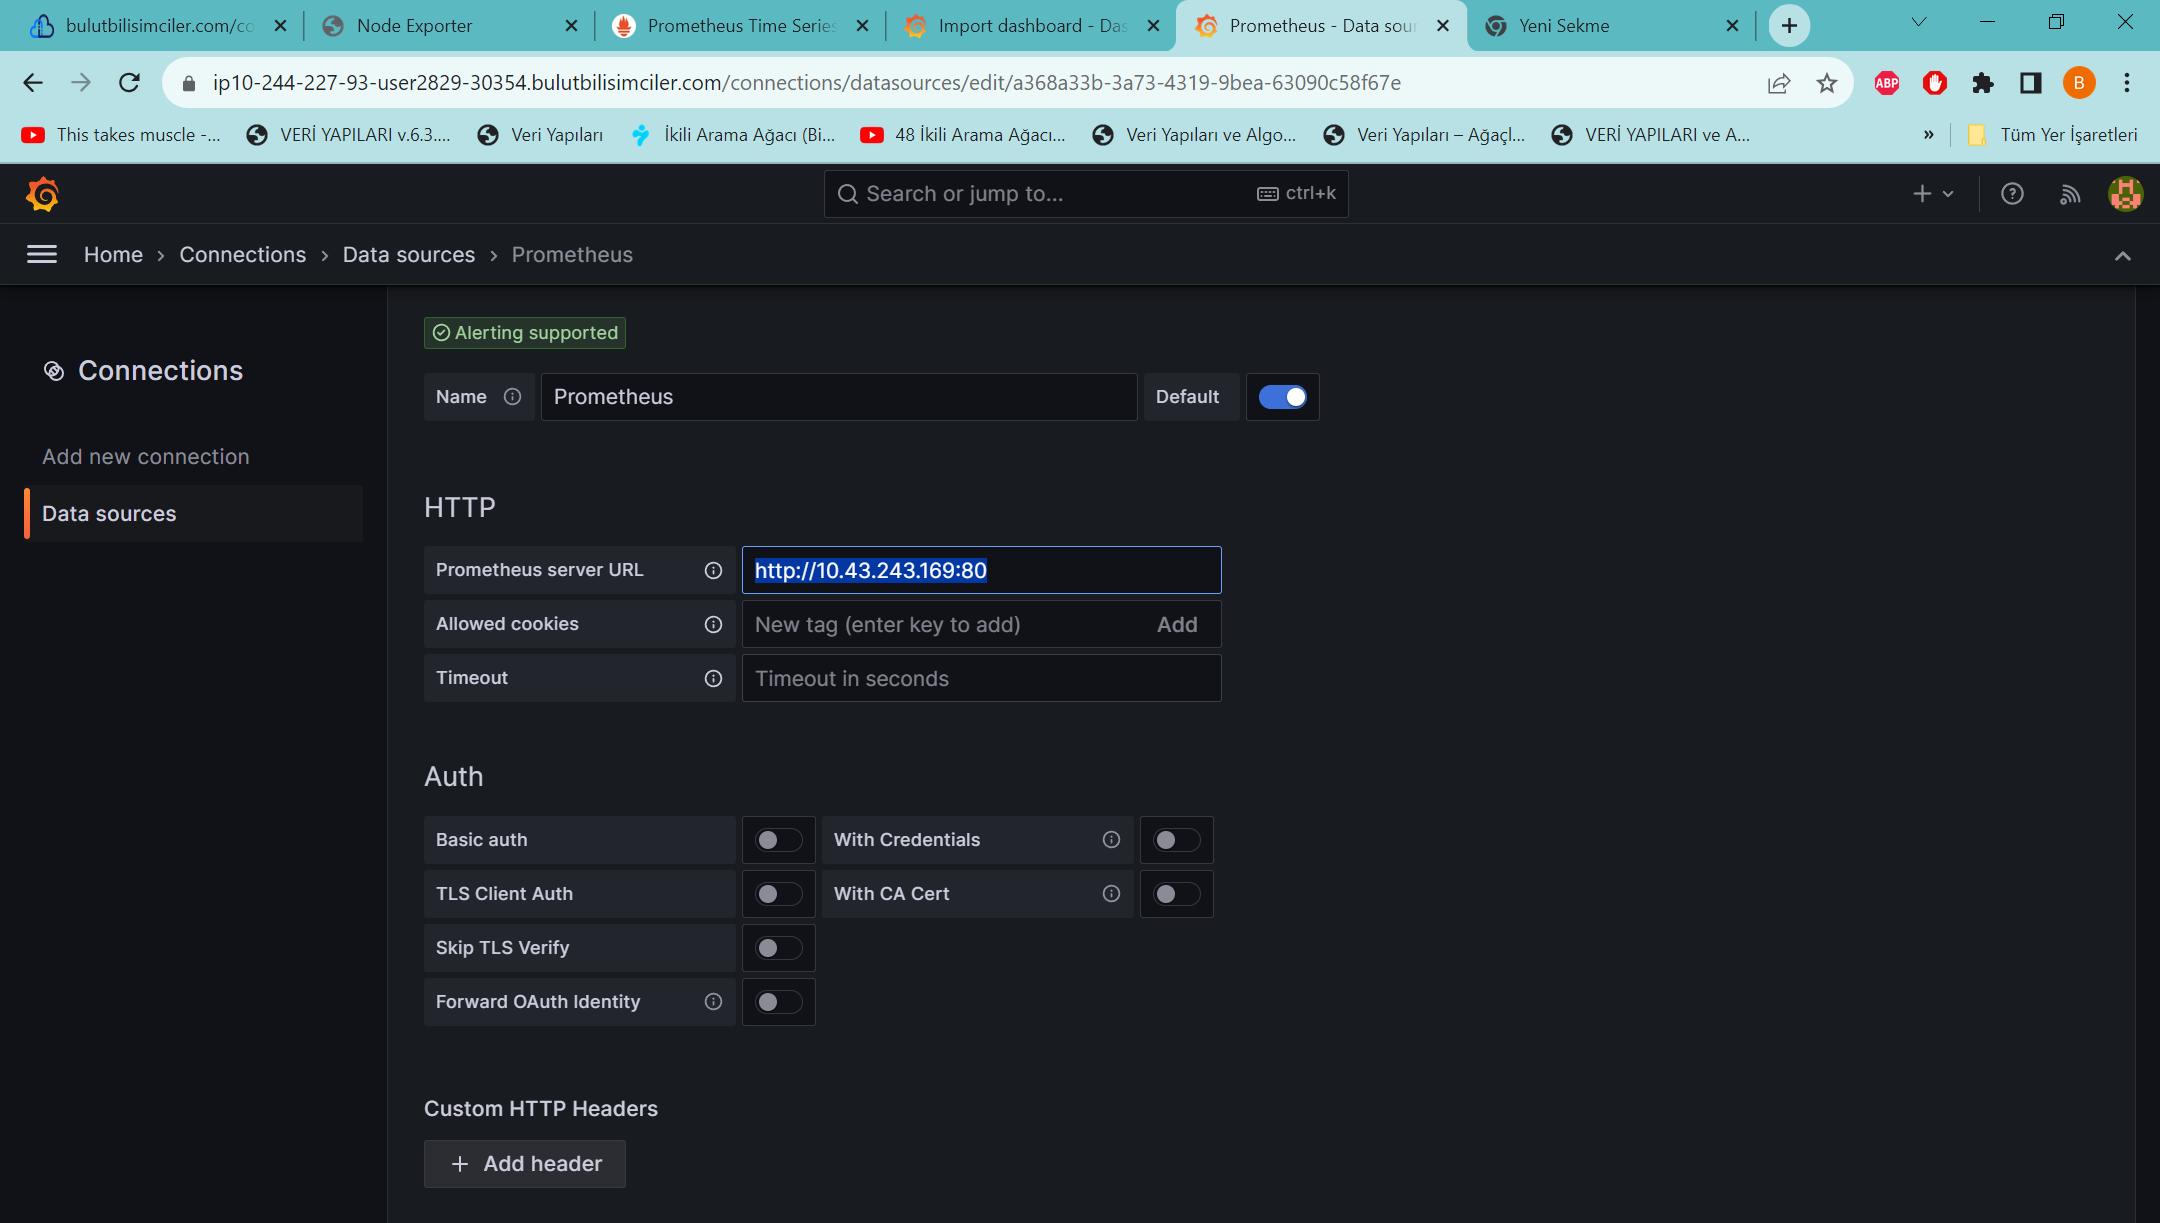 bulutbilisimciler.com/co
Node Exporter
Prometheus Time Series
Import dashboard - Das
Prometheus - Data sour
Yeni Sekme
ip10-244-227-93-user2829-30354.bulutbilisimciler.com/connections/datasources/edit/a368a33b-3a73-4319-9bea-63090c58f67e
ABP
B
This takes muscle -...
VERİ YAPILARI v.6.3....
Veri Yapıları
İkili Arama Ağacı (Bi...
48 İkili Arama Ağacı...
Veri Yapıları ve Algo...
Veri Yapıları – Ağaçl...
VERİ YAPILARI ve A...
»
Tüm Yer İşaretleri
Search or jump to...
ctrl+k
Home › Connections › Data sources › Prometheus
Connections
Add new connection
Data sources
Alerting supported
Name
Prometheus
Default
HTTP
Prometheus server URL
http://10.43.243.169:80
Allowed cookies
New tag (enter key to add)
Add
Timeout
Timeout in seconds
Auth
Basic auth
With Credentials
TLS Client Auth
With CA Cert
Skip TLS Verify
Forward OAuth Identity
Custom HTTP Headers
+ Add header